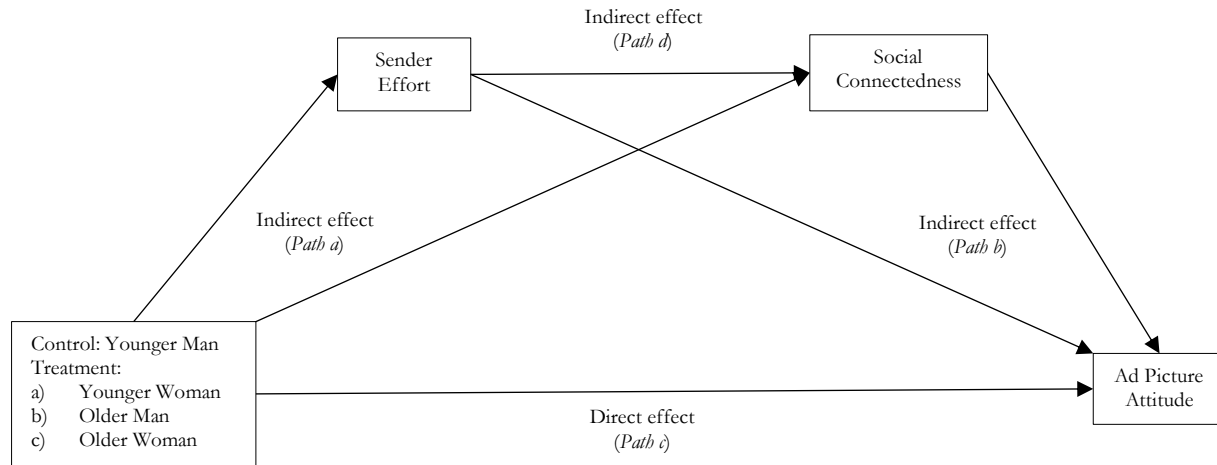 Indirect effect
(Path d)
Sender
Effort
Social
Connectedness
Indirect effect
(Path a)
Indirect effect
(Path b)
Control: Younger Man
Treatment:
a) Younger Woman
b) Older Man
c) Older Woman
Ad Picture
Attitude
Direct effect
(Path c)